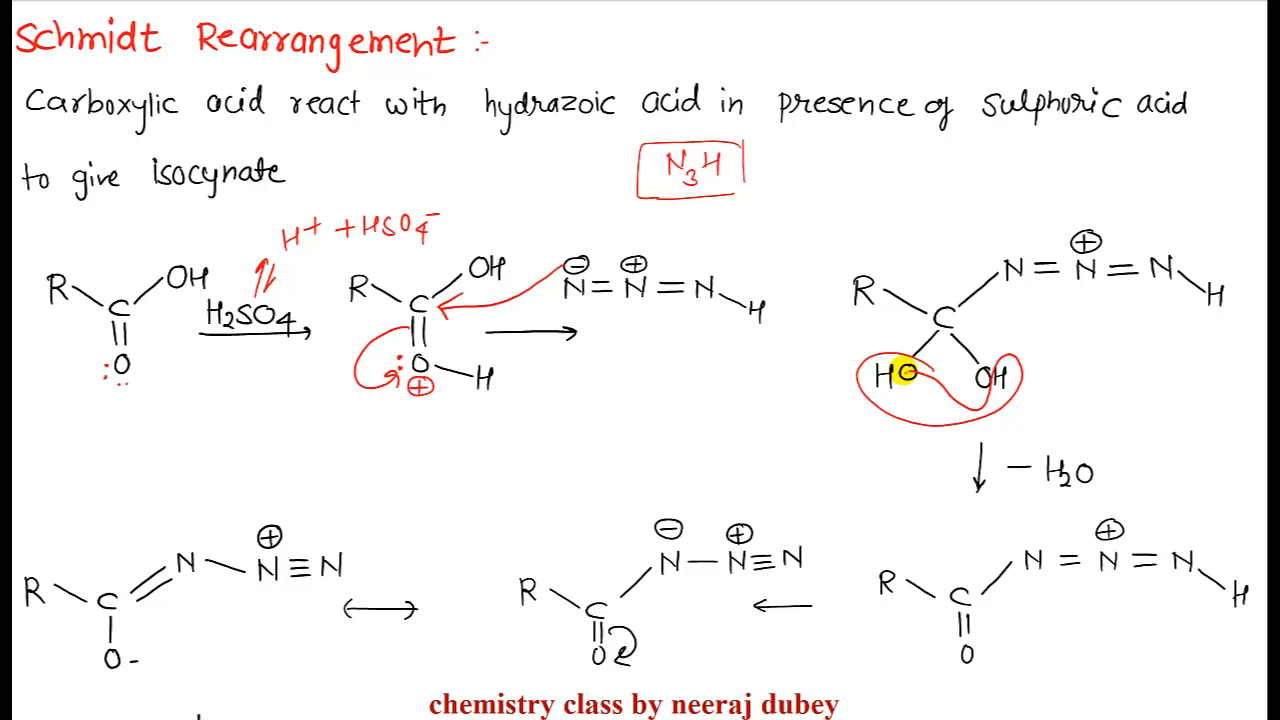 Schmidt Rearrangement :-
Carboxylic acid react with hydrazoic acid in presence of sulphuric acid
to give isocynate
N3H
H+ + HSO4-
R C OH O
H2SO4
R C OH O H ⊕
⊖ ⊕
N = N = N H
⊕
R C N = N = N H
HO OH
- H2O
⊕
R C N N ≡ N
O -
⊖ ⊕
R C N - N ≡ N
O
⊕
R C N = N = N H
O
chemistry class by neeraj dubey